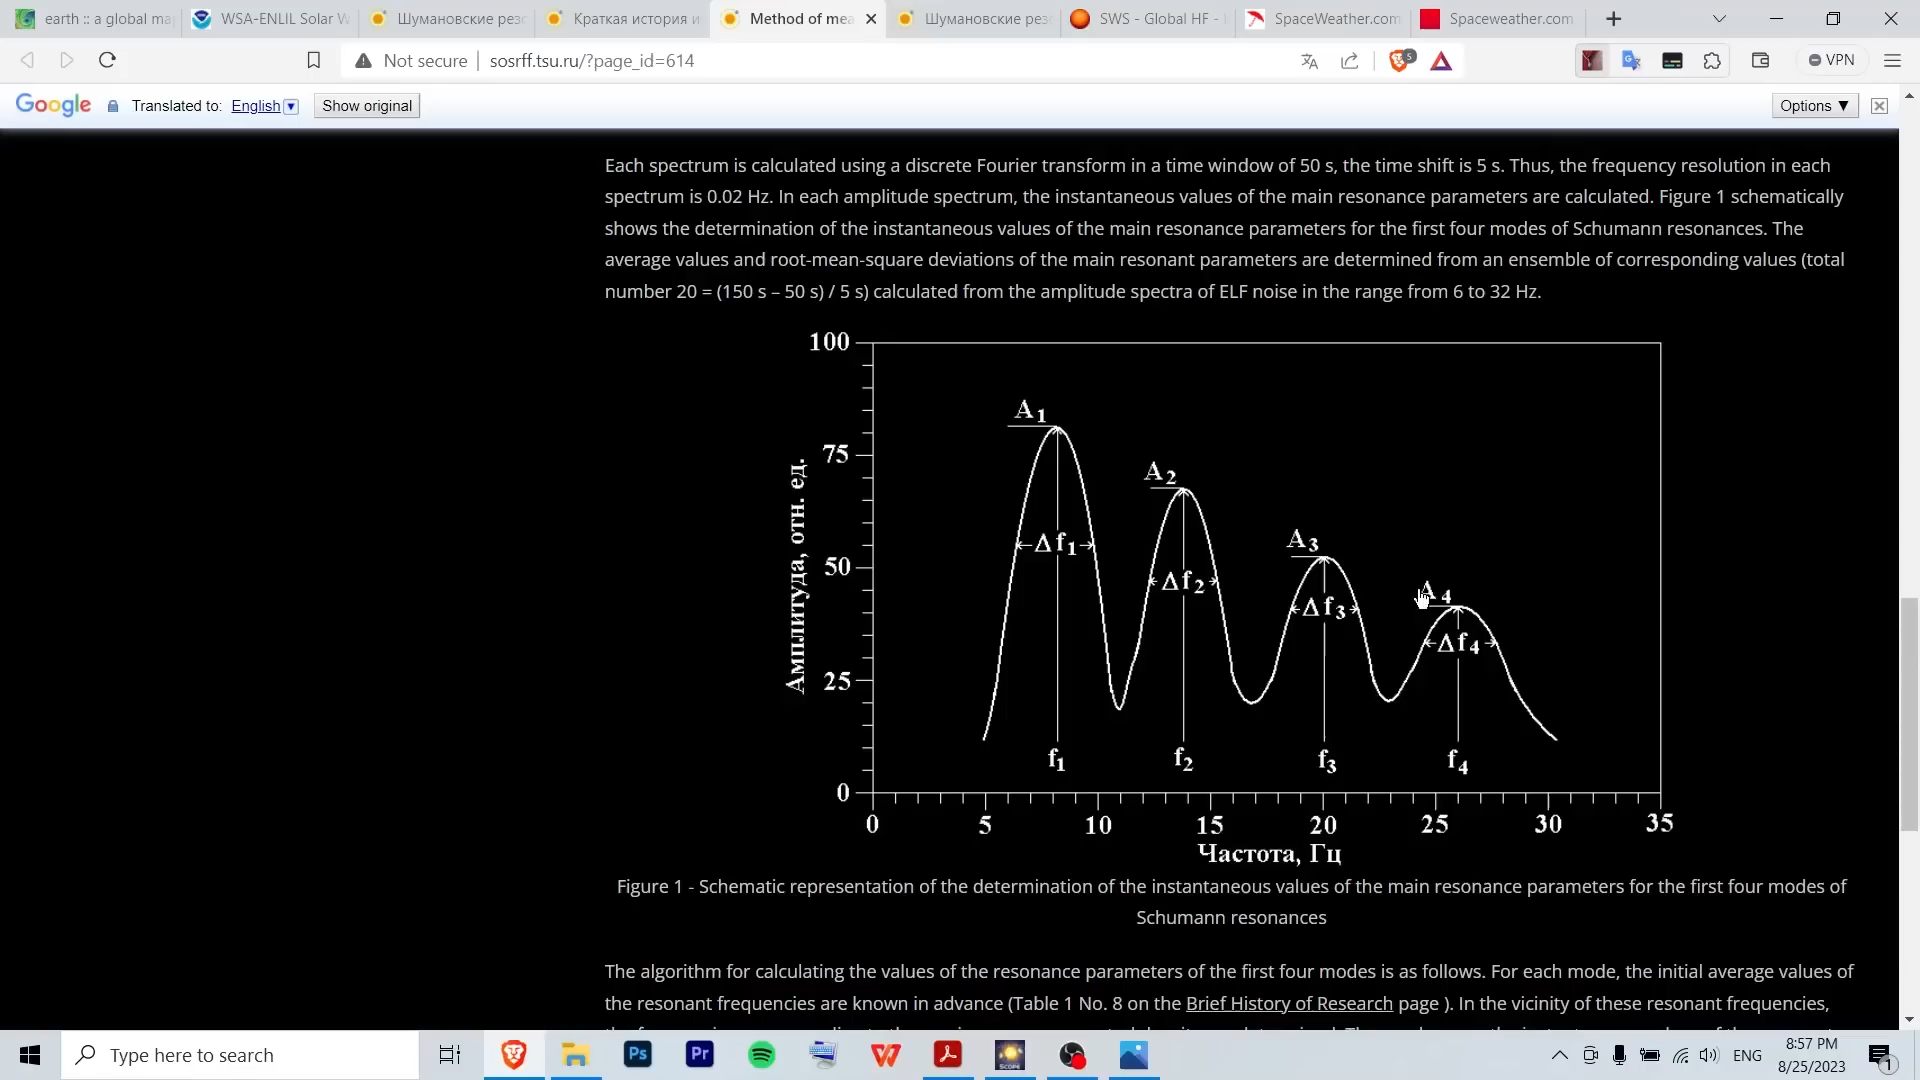 earth :: a global ma
WSA-ENLIL Solar W
Шумановские резо
Краткая история и
Method of mea
Шумановские резо
SWS - Global HF -
SpaceWeather.com
Spaceweather.com
Not secure
sosrff.tsu.ru/?page_id=614
5
VPN
Google
Translated to: English
Show original
Options ▼
Each spectrum is calculated using a discrete Fourier transform in a time window of 50 s, the time shift is 5 s. Thus, the frequency resolution in each
spectrum is 0.02 Hz. In each amplitude spectrum, the instantaneous values of the main resonance parameters are calculated. Figure 1 schematically
shows the determination of the instantaneous values of the main resonance parameters for the first four modes of Schumann resonances. The
average values and root-mean-square deviations of the main resonant parameters are determined from an ensemble of corresponding values (total
number 20 = (150 s – 50 s) / 5 s) calculated from the amplitude spectra of ELF noise in the range from 6 to 32 Hz.
100
A1
75
A2
Амплитуда, отн. ед.
A3
Δf1
50
Δf2
A4
Δf3
Δf4
25
f1
f2
f3
f4
0
0 5 10 15 20 25 30 35
Частота, Гц
Figure 1 - Schematic representation of the determination of the instantaneous values of the main resonance parameters for the first four modes of
Schumann resonances
The algorithm for calculating the values of the resonance parameters of the first four modes is as follows. For each mode, the initial average values of
the resonant frequencies are known in advance (Table 1 No. 8 on the Brief History of Research page ). In the vicinity of these resonant frequencies,
Type here to search
Ps
Pr
SCOPE
ENG
8:57 PM
8/25/2023
1